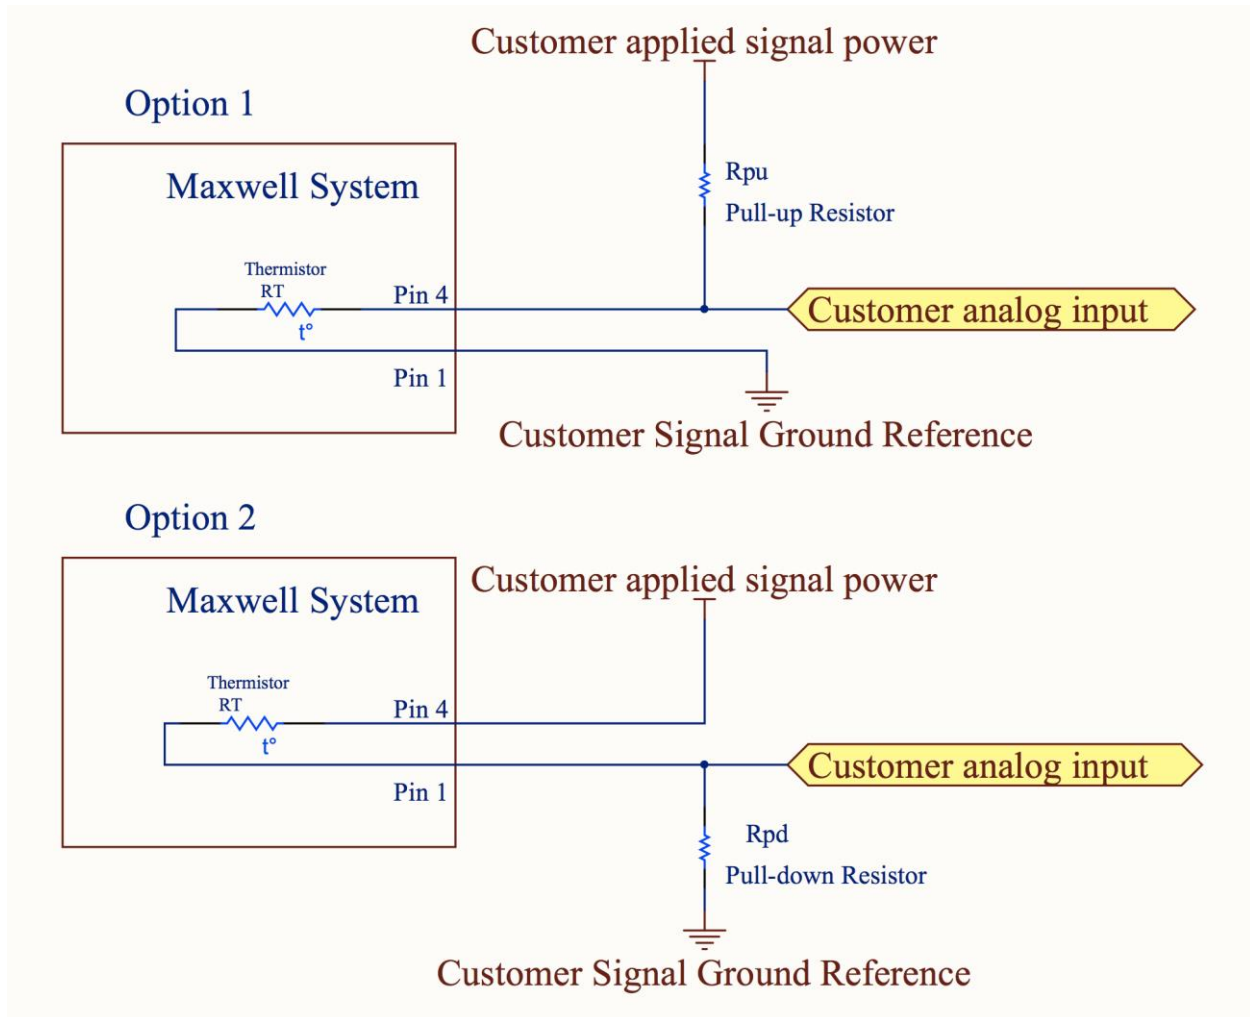 Customer applied signal power
Option 1
Maxwell System
Rpu
Pull-up Resistor
Thermistor
RT
t°
Pin 4
Customer analog input
Pin 1
Customer Signal Ground Reference
Option 2
Customer applied signal power
Maxwell System
Thermistor
RT
t°
Pin 4
Customer analog input
Pin 1
Rpd
Pull-down Resistor
Customer Signal Ground Reference